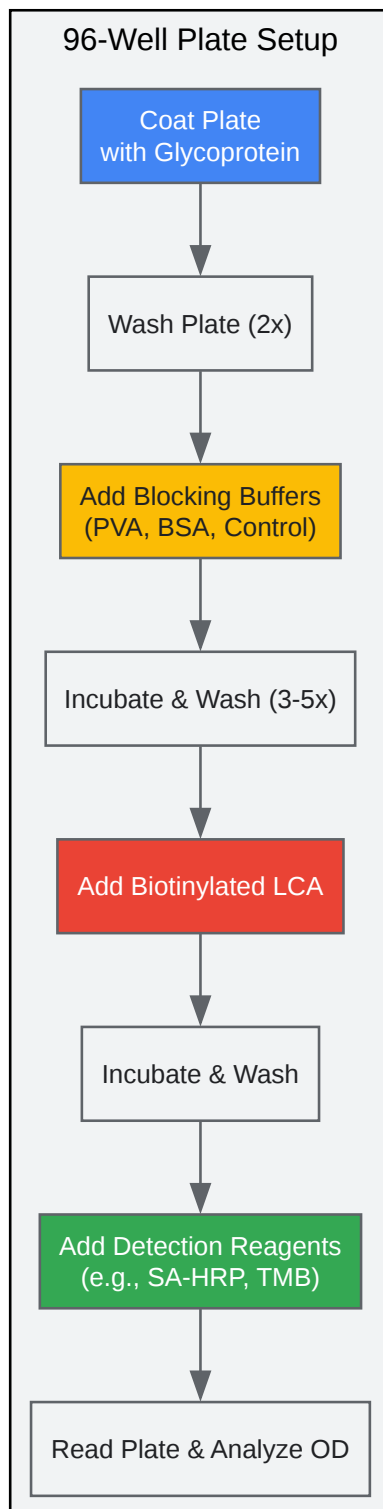 96-Well Plate Setup
Coat Plate
with Glycoprotein
Wash Plate (2x)
Add Blocking Buffers
(PVA, BSA, Control)
Incubate & Wash (3-5x)
Add Biotinylated LCA
Incubate & Wash
Add Detection Reagents
(e.g., SA-HRP, TMB)
Read Plate & Analyze OD